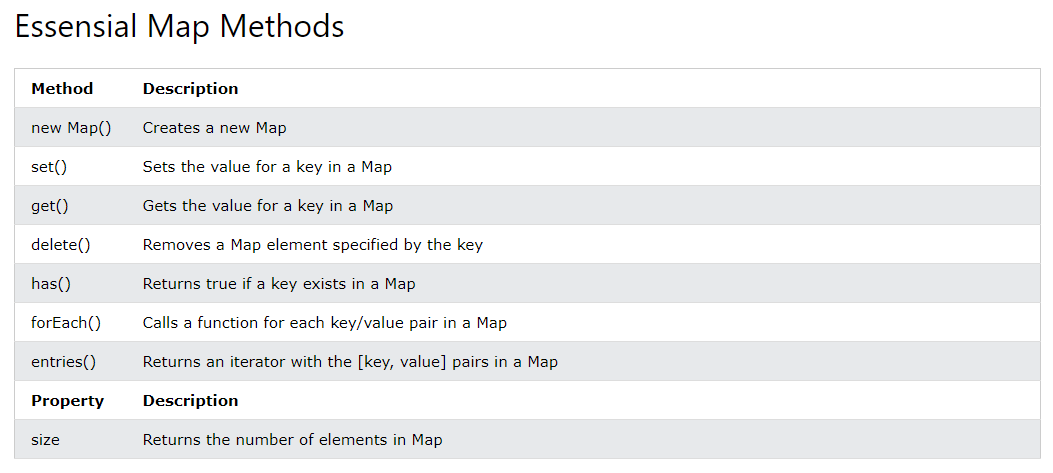 Essensial Map Methods
Method Description
new Map() Creates a new Map
set() Sets the value for a key in a Map
get() Gets the value for a key in a Map
delete() Removes a Map element specified by the key
has() Returns true if a key exists in a Map
forEach() Calls a function for each key/value pair in a Map
entries() Returns an iterator with the [key, value] pairs in a Map
Property Description
size Returns the number of elements in Map